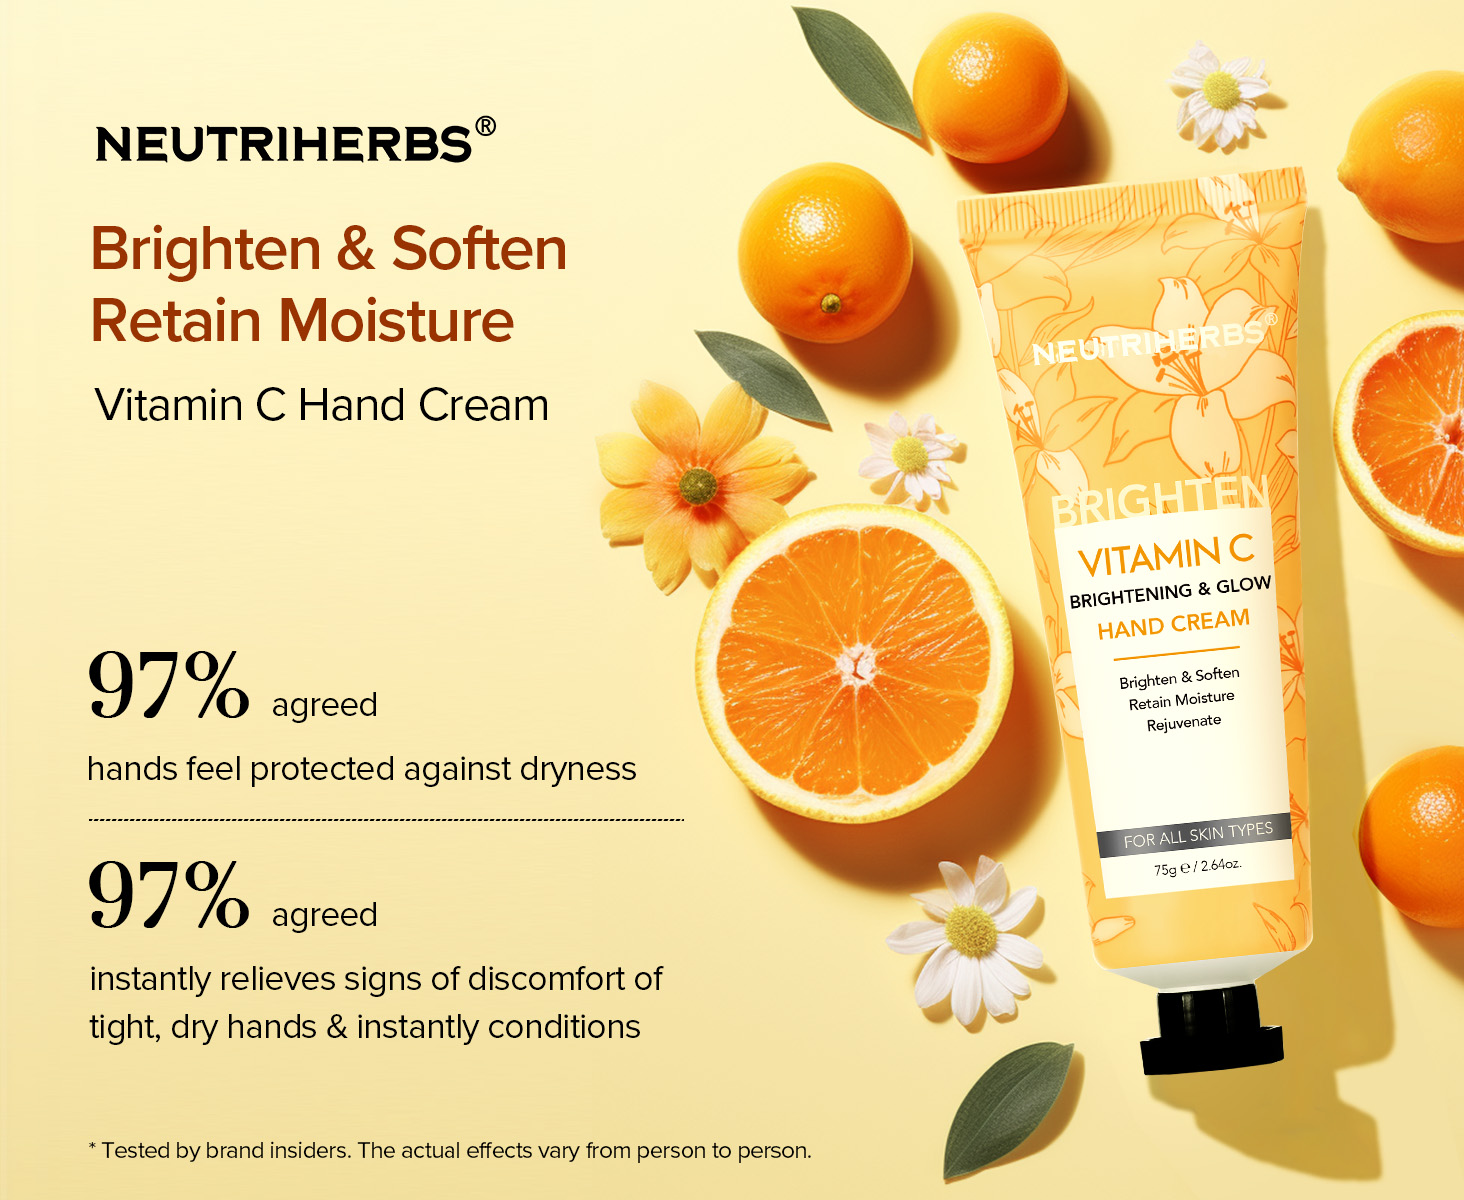 NEUTRIHERBS®
Brighten & Soften
Retain Moisture
Vitamin C Hand Cream
97% agreed
hands feel protected against dryness
97% agreed
instantly relieves signs of discomfort of
tight, dry hands & instantly conditions
* Tested by brand insiders. The actual effects vary from person to person.
NEUTRIHERBS®
BRIGHTEN
VITAMIN C
BRIGHTENING & GLOW
HAND CREAM
Brighten & Soften
Retain Moisture
Rejuvenate
FOR ALL SKIN TYPES
75g ℮ / 2.64oz.